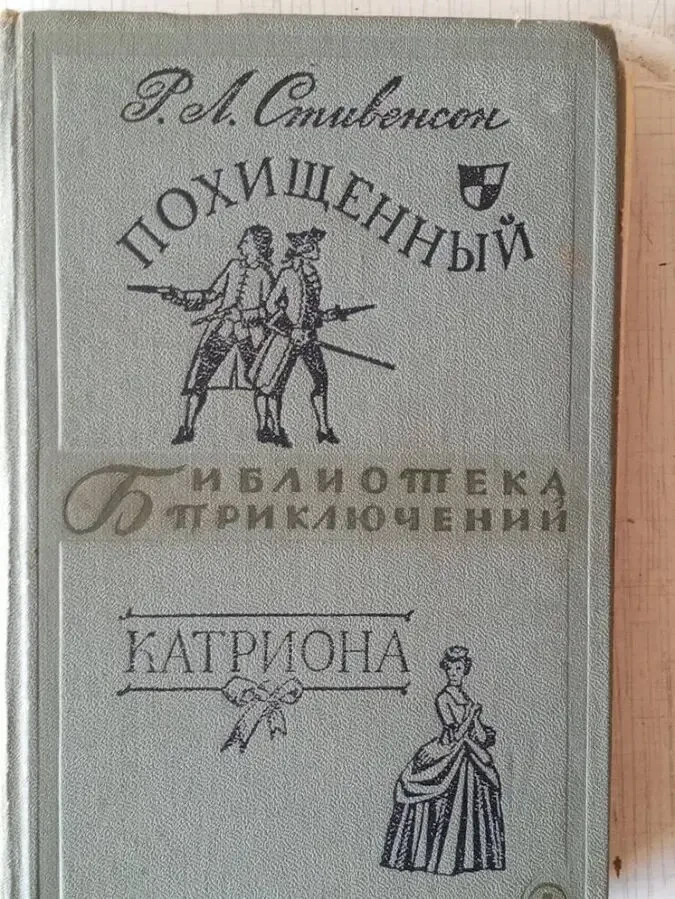 Р. Л. Стивенсон
ПОХИЩЕННЫЙ
БИБЛИОТЕКА
ПРИКЛЮЧЕНИЙ
КАТРИОНА